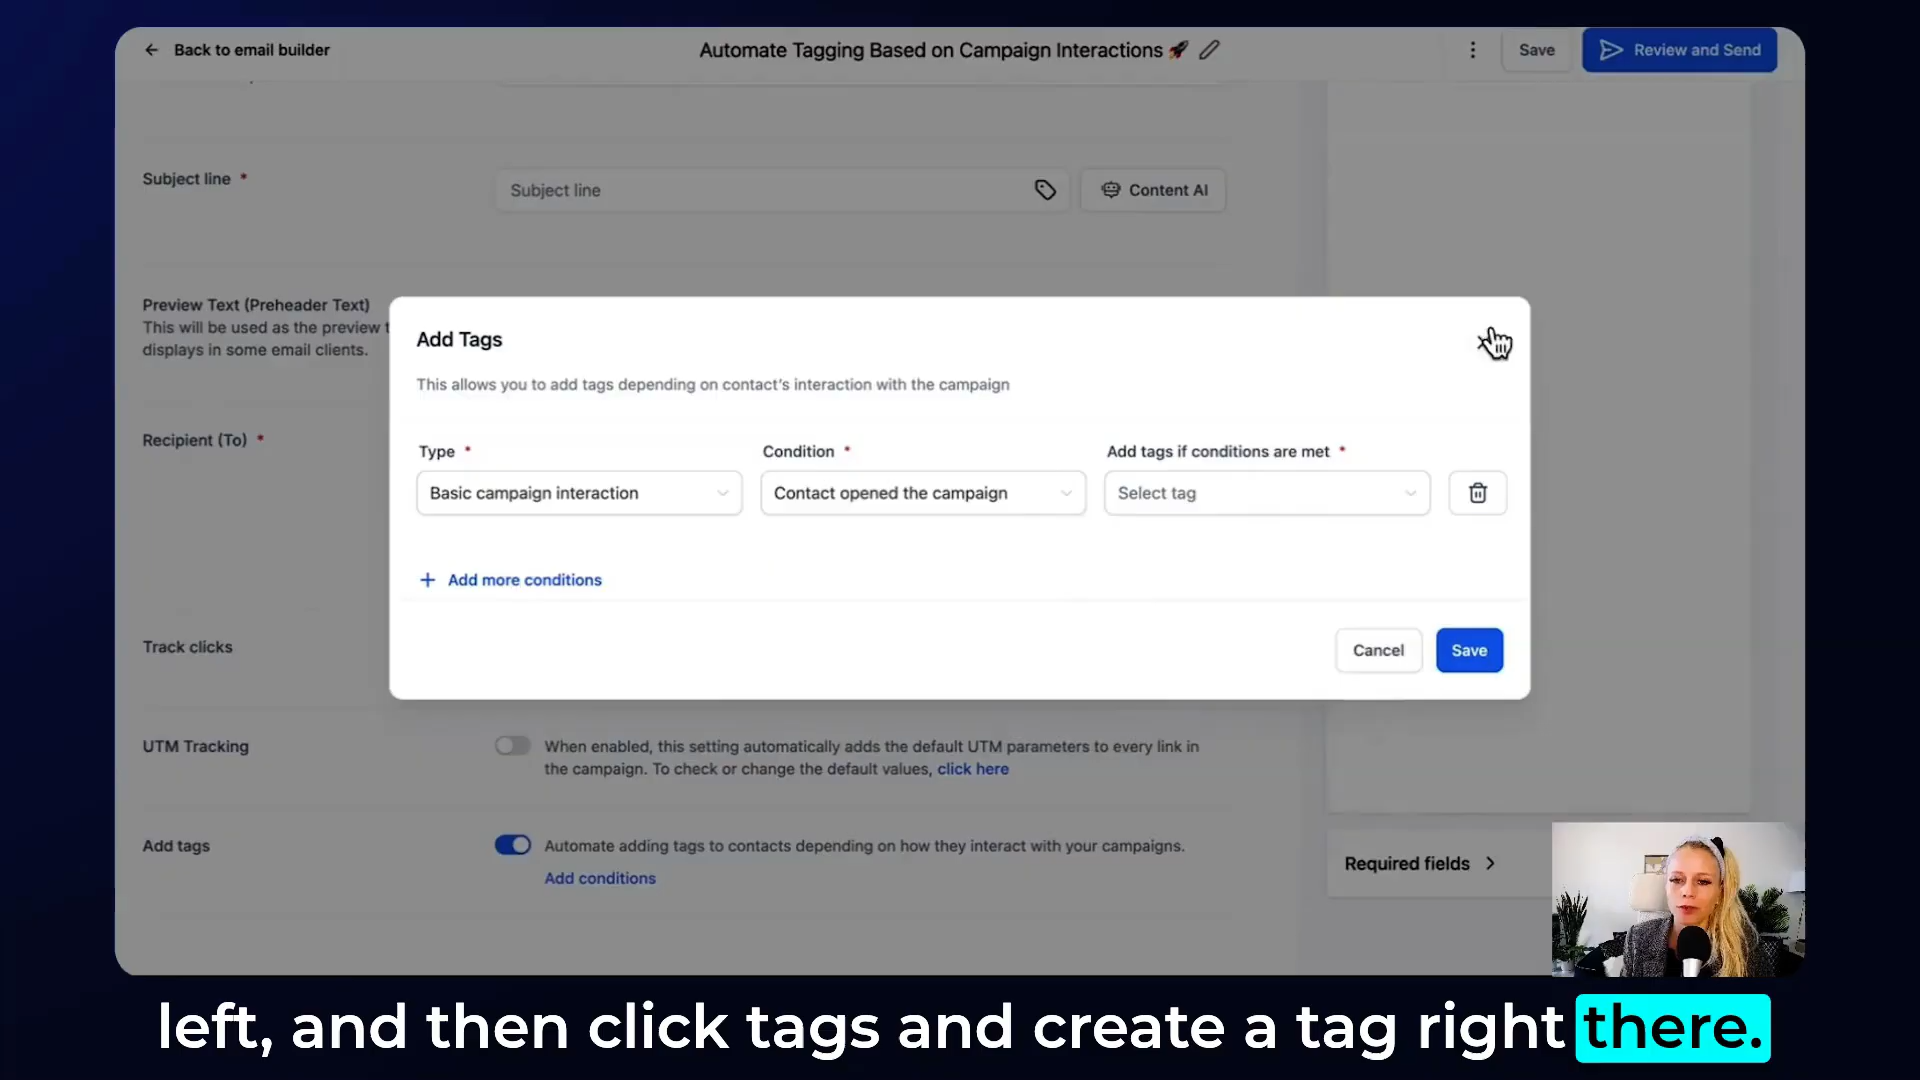 Back to email builder
Automate Tagging Based on Campaign Interactions 🚀
Save
Review and Send
Subject line *
Subject line
Content AI
Preview Text (Preheader Text)
This will be used as the preview t
displays in some email clients.
Add Tags
This allows you to add tags depending on contact's interaction with the campaign
Recipient (To) *
Type *
Condition *
Add tags if conditions are met *
Basic campaign interaction
Contact opened the campaign
Select tag
+ Add more conditions
Cancel
Save
Track clicks
UTM Tracking
When enabled, this setting automatically adds the default UTM parameters to every link in
the campaign. To check or change the default values, click here
Add tags
Automate adding tags to contacts depending on how they interact with your campaigns.
Add conditions
Required fields
left, and then click tags and create a tag right there.